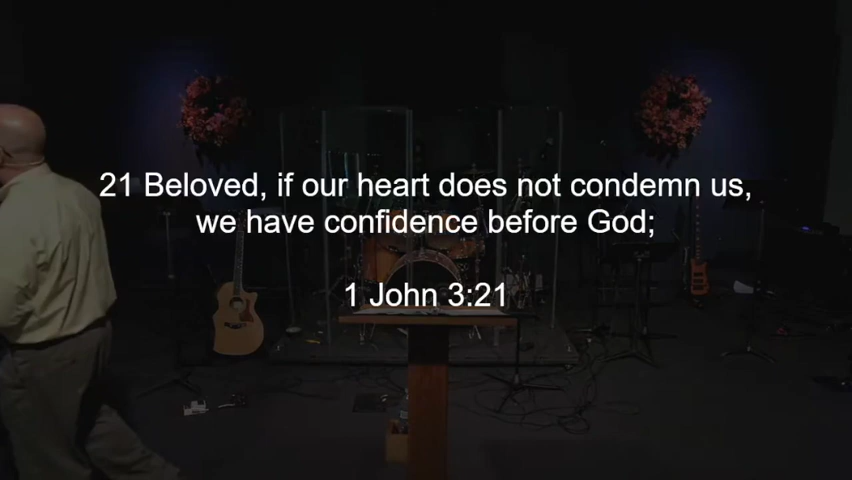 21 Beloved, if our heart does not condemn us,
we have confidence before God;
1 John 3:21